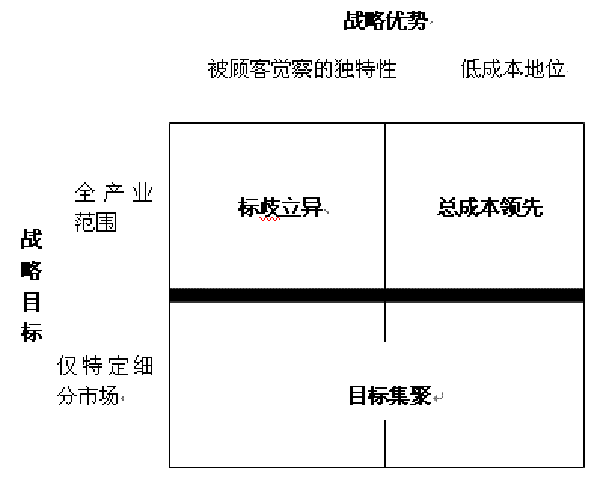 战略优势
被顾客觉察的独特性 低成本地位
全产业
范围
标歧立异 总成本领先
战
略
目
标
仅特定细
分市场
目标集聚